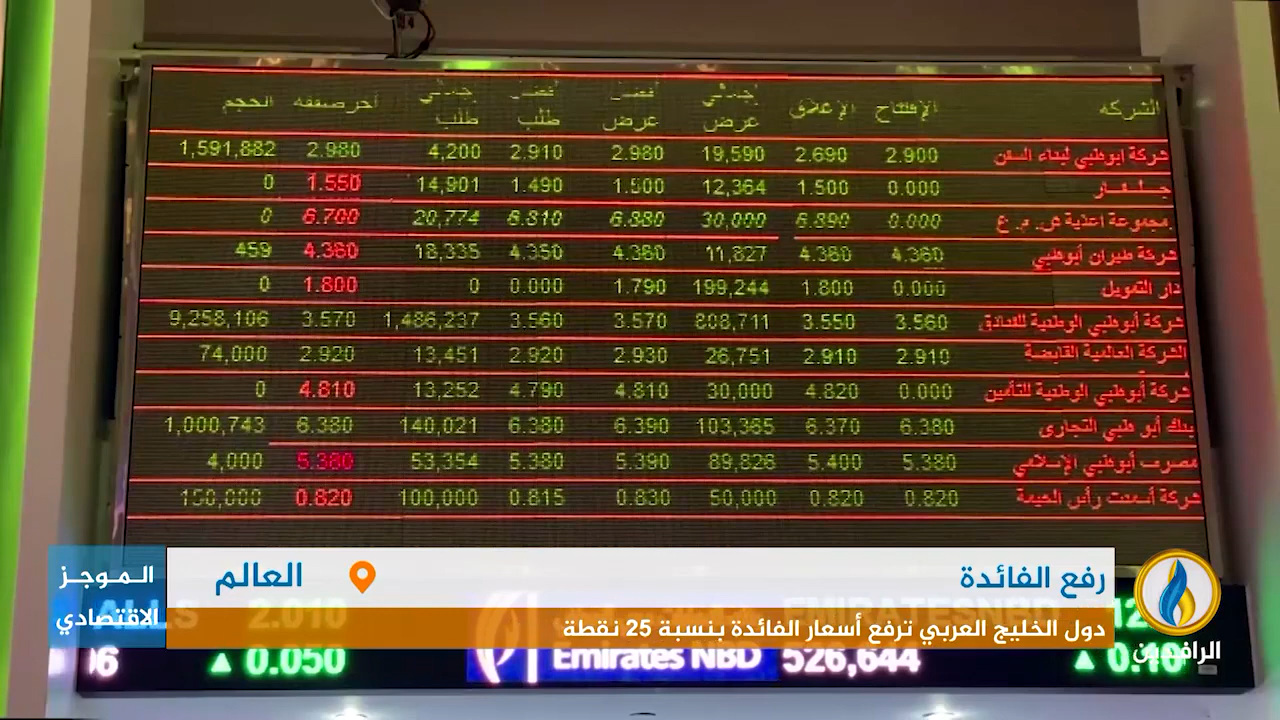 الشركة الإفتتاح الإغلاق إجمالي عرض أفضل عرض أفضل طلب إجمالي طلب آخر صفقة الحجم
شركة ابوظبي لبناء السفن 2.900 2.690 19,590 2.980 2.910 4,200 2.980 1,591,882
جلفار 0.000 1.500 12,364 1.500 1.490 14,901 1.550 0
مجموعة اغذية ش. م. ع. 0.000 6.890 30,000 6.880 6.810 20,774 6.700 0
شركة طيران أبوظبي 4.360 4.360 11,827 4.380 4.350 18,335 4.360 459
دار التمويل 0.000 1.800 199,244 1.790 0.000 0 1.800 0
شركة أبوظبي الوطنية للفنادق 3.560 3.550 808,711 3.570 3.560 1,486,237 3.570 9,258,106
الشركة العالمية القابضة 2.910 2.910 26,751 2.930 2.920 13,451 2.920 74,000
شركة أبوظبي الوطنية للتأمين 0.000 4.820 30,000 4.810 4.790 13,252 4.810 0
بنك أبو ظبي التجاري 6.380 6.370 103,365 6.390 6.380 140,021 6.380 1,000,743
مصرف أبوظبي الإسلامي 5.380 5.400 89,826 5.390 5.380 53,354 5.380 4,000
شركة أسمنت رأس الخيمة 0.820 0.820 50,000 0.830 0.815 100,000 0.820 150,000
رفع الفائدة
العالم
الموجز
الاقتصادي
دول الخليج العربي ترفع أسعار الفائدة بنسبة 25 نقطة
الرافدين
2.010 EMIRATESNBD
0.050 Emirates NBD 526,644